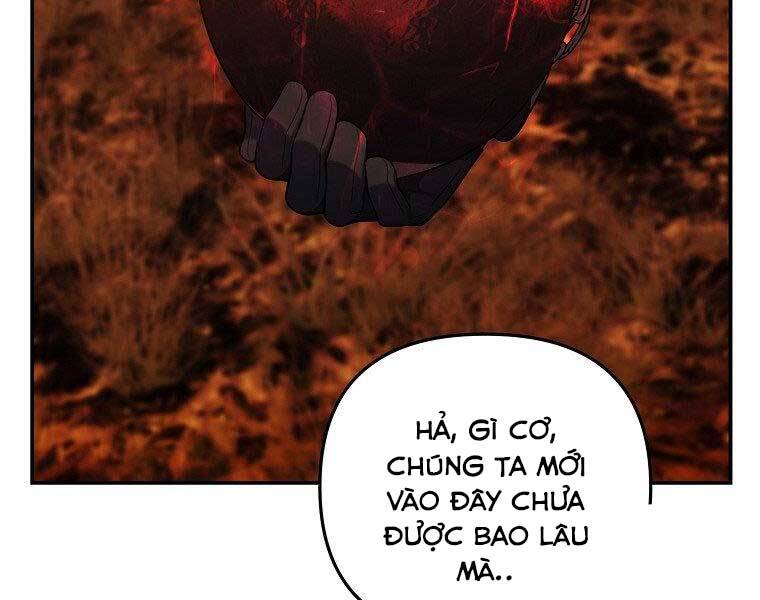 HẢ, GÌ CƠ,
CHÚNG TA MỚI
VÀO ĐÂY CHƯA
ĐƯỢC BAO LÂU
MÀ..